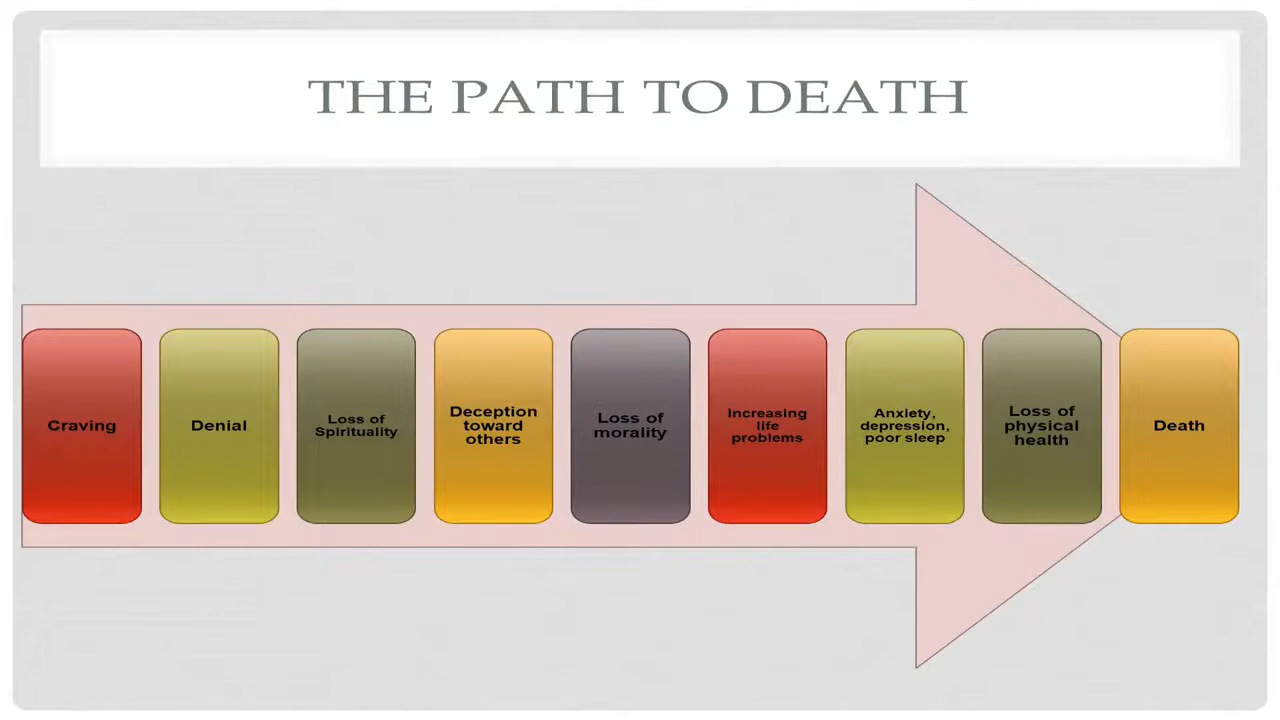 THE PATH TO DEATH
Craving
Denial
Loss of
Spirituality
Deception
toward
others
Loss of
morality
Increasing
life
problems
Anxiety,
depression,
poor sleep
Loss of
physical
health
Death